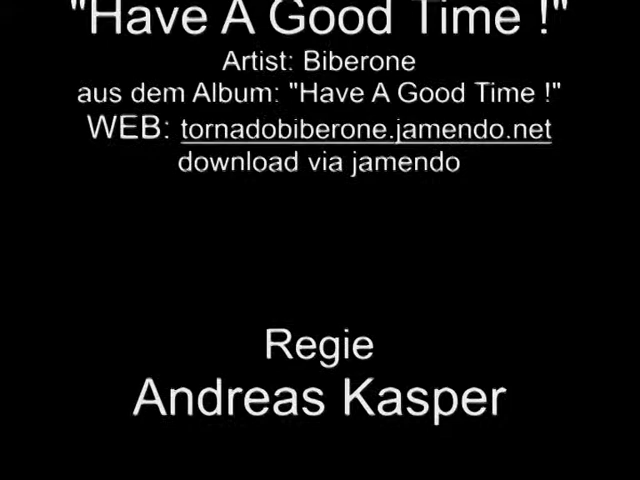 "Have A Good Time !"
Artist: Biberone
aus dem Album: "Have A Good Time !"
WEB: tornadobiberone.jamendo.net
download via jamendo
Regie
Andreas Kasper